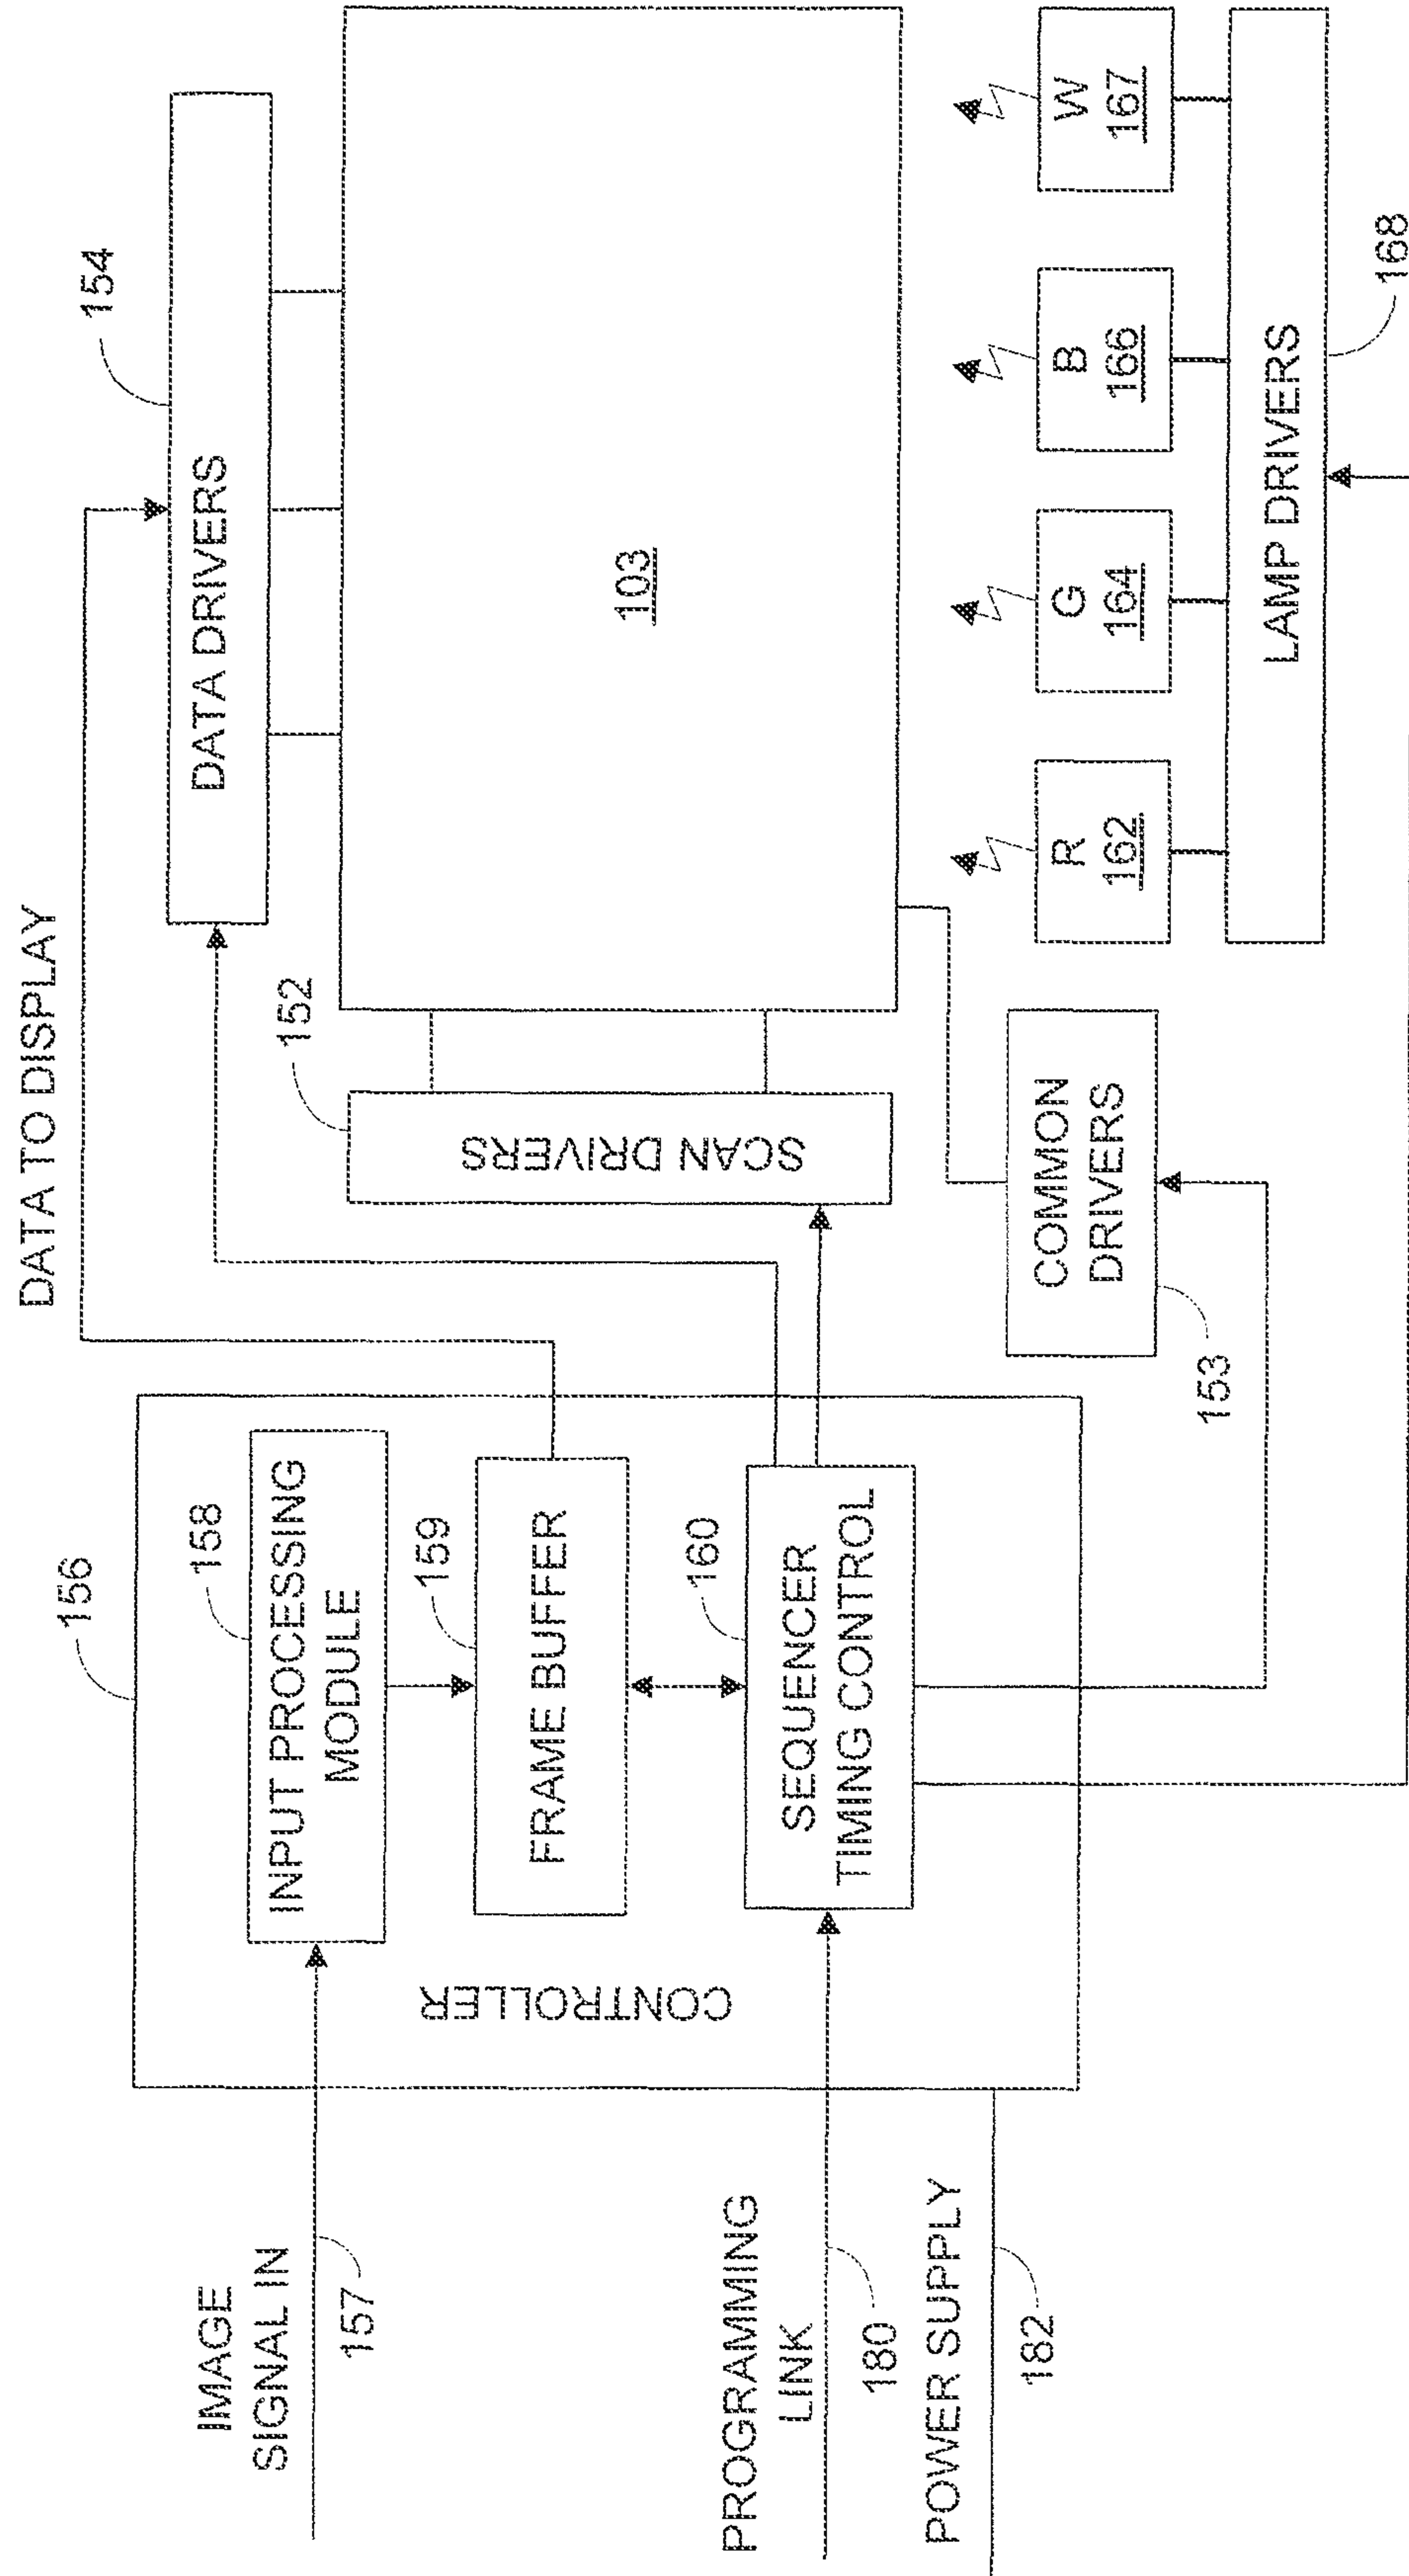 DATA TO DISPLAY
154
DATA DRIVERS
156
158
INPUT PROCESSING
MODULE
152
SCAN DRIVERS
103
IMAGE
SIGNAL IN
157
159
FRAME BUFFER
CONTROLLER
160
SEQUENCER
TIMING CONTROL
PROGRAMMING
LINK
180
POWER SUPPLY
182
COMMON
DRIVERS
153
R
162
G
164
B
166
W
167
LAMP DRIVERS
168